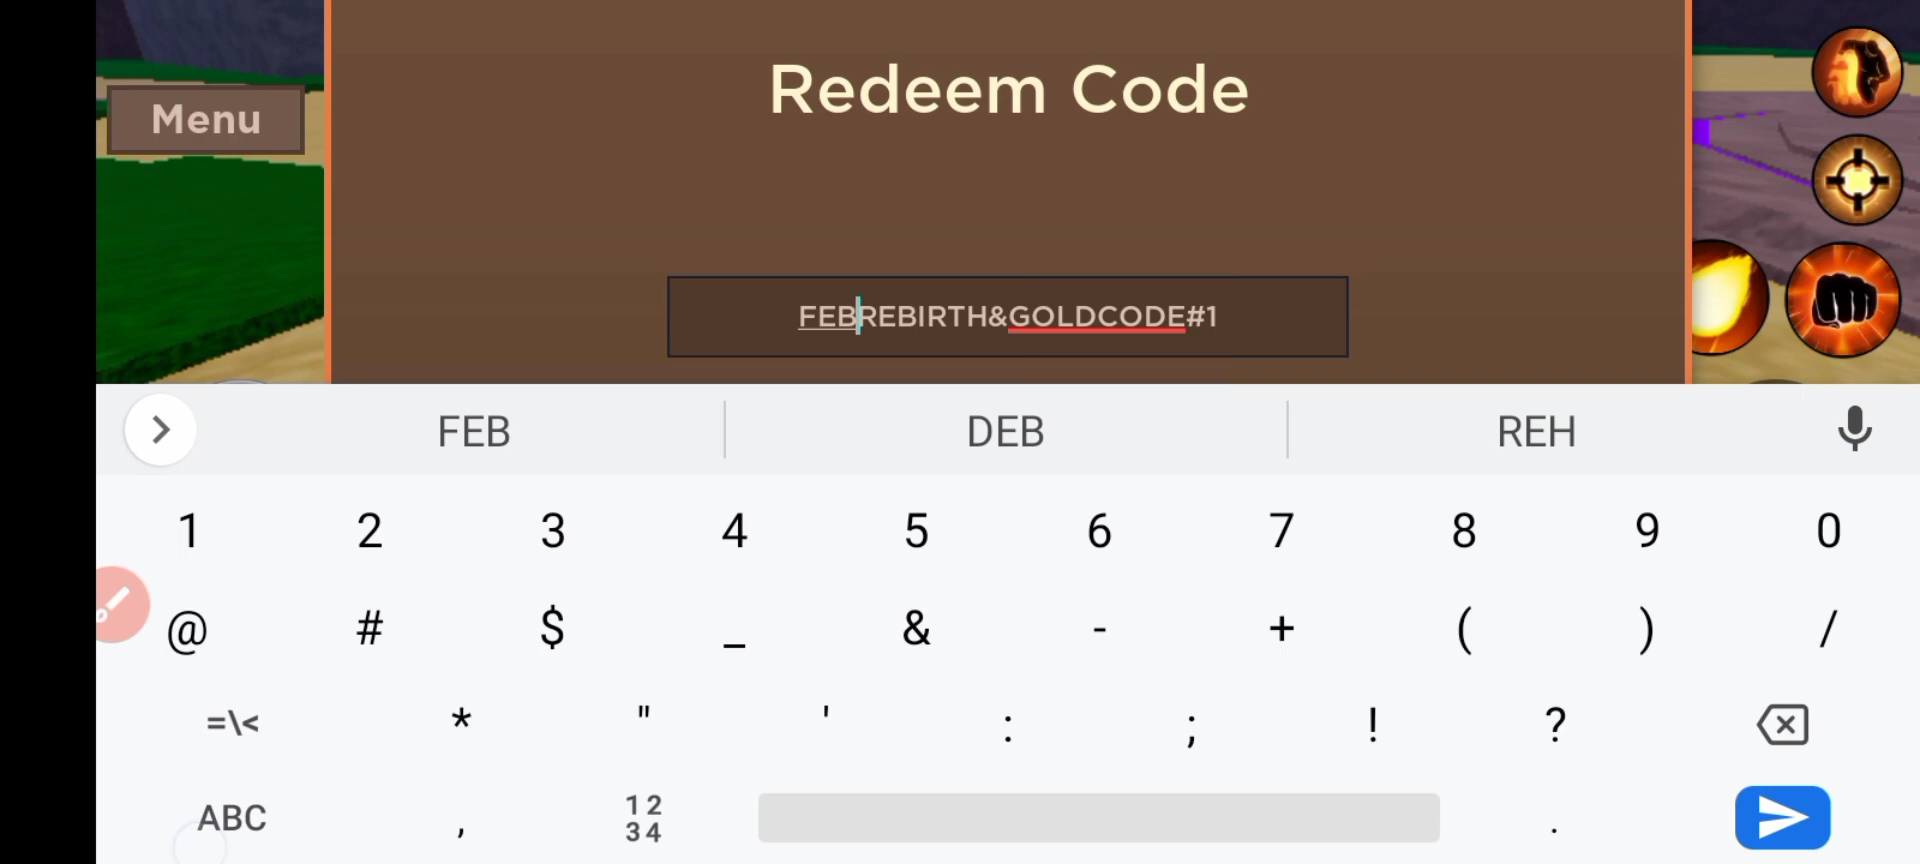 Redeem Code
Menu
FEBREBIRTH&GOLDCODE#1
FEB DEB REH
1 2 3 4 5 6 7 8 9 0
@ # $ _ & - + ( ) /
=\< * " ' : ; ! ?
ABC , 12 .
34